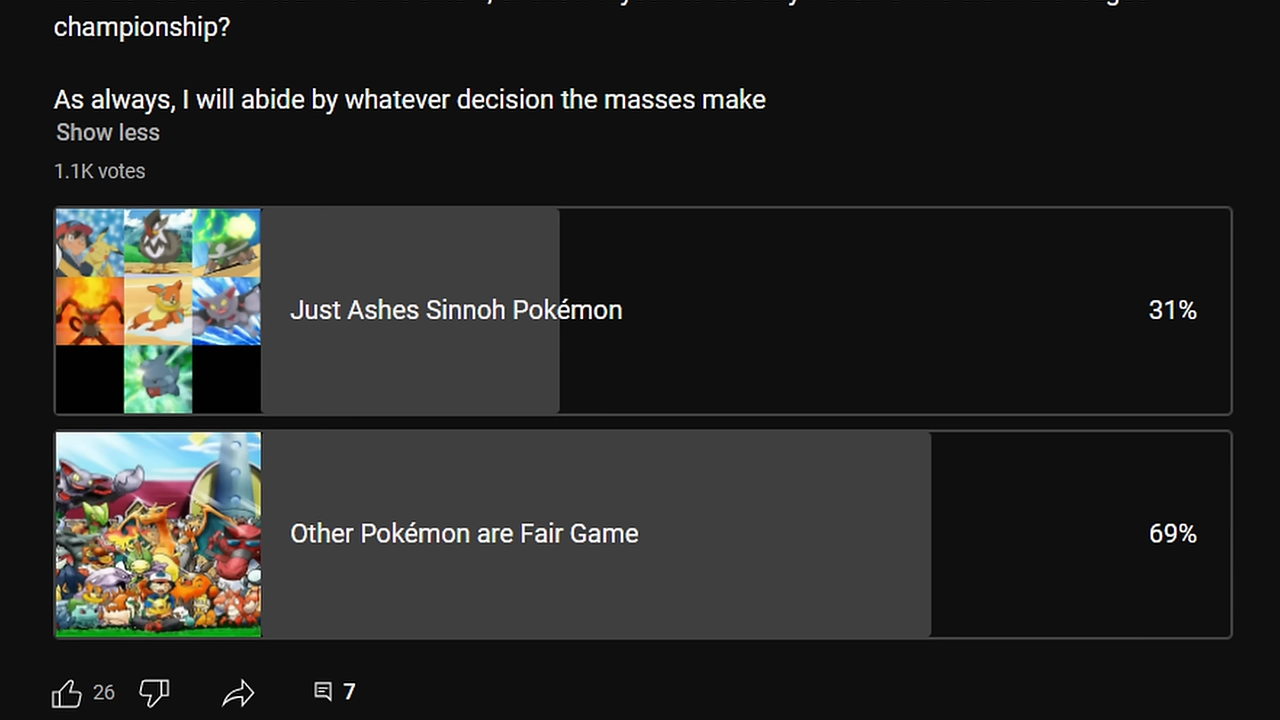 championship?
As always, I will abide by whatever decision the masses make
Show less
1.1K votes
Just Ashes Sinnoh Pokémon
31%
Other Pokémon are Fair Game
69%
26
7